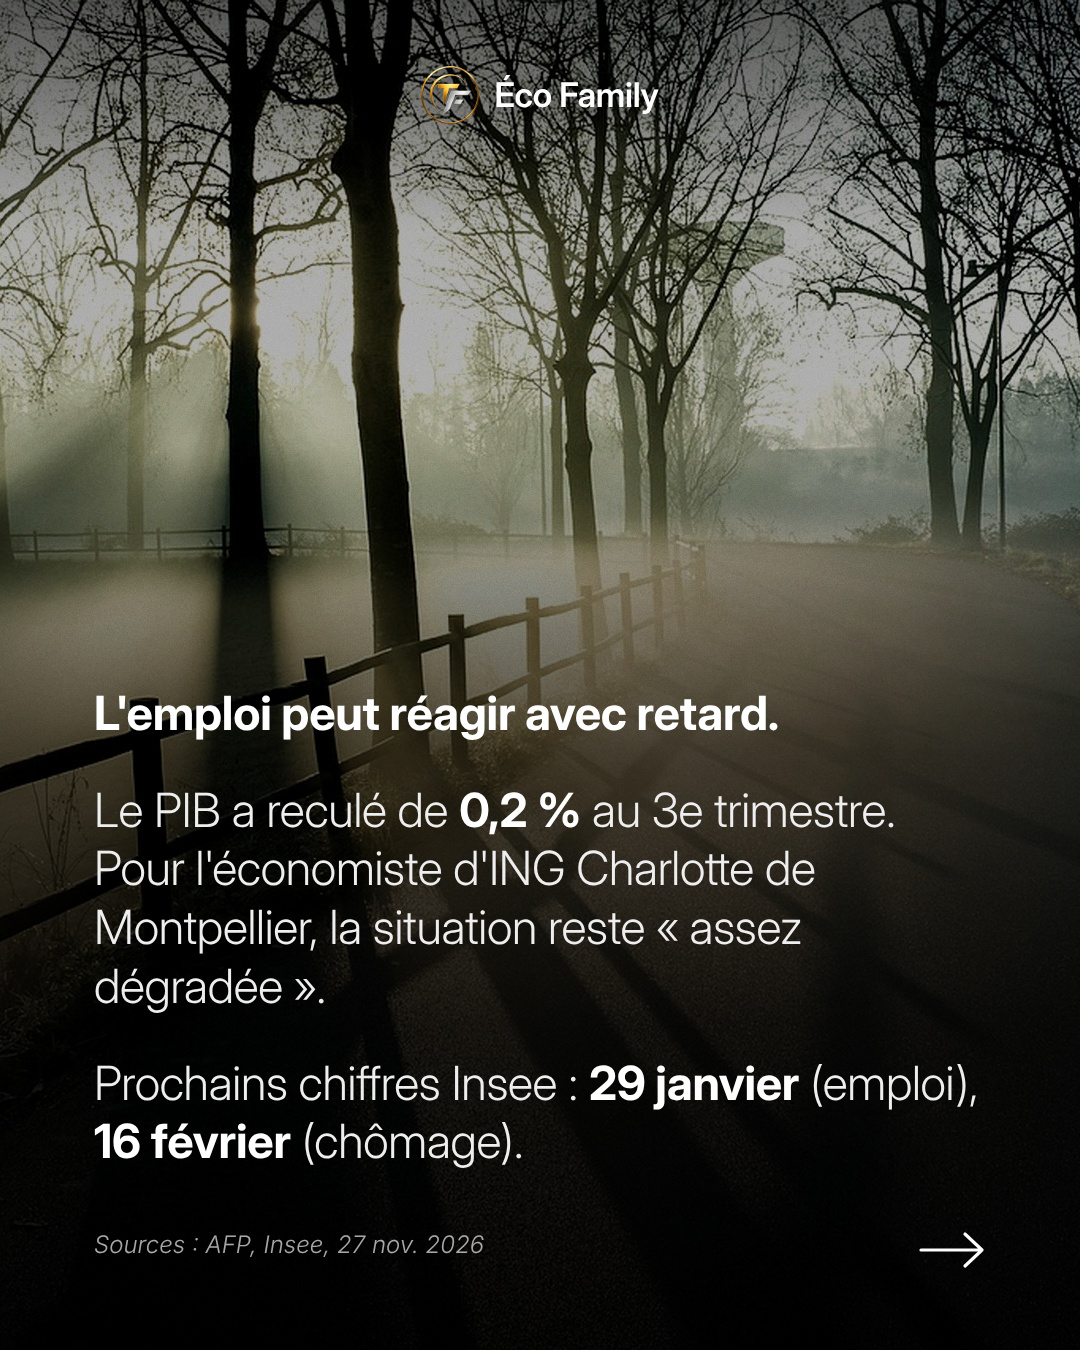 Éco Family
L'emploi peut réagir avec retard.
Le PIB a reculé de 0,2 % au 3e trimestre.
Pour l'économiste d'ING Charlotte de
Montpellier, la situation reste « assez
dégradée ».
Prochains chiffres Insee : 29 janvier (emploi),
16 février (chômage).
Sources : AFP, Insee, 27 nov. 2026